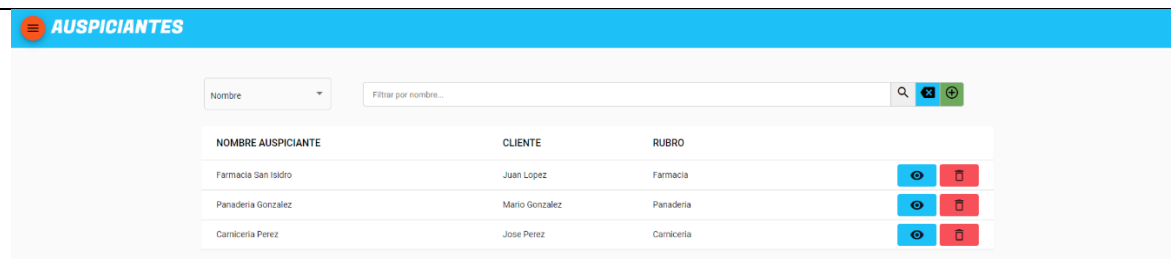 AUSPICIANTES
Nombre Filtrar por nombre...
NOMBRE AUSPICIANTE CLIENTE RUBRO
Farmacia San Isidro Juan Lopez Farmacia
Panaderia Gonzalez Mario Gonzalez Panaderia
Carniceria Perez Jose Perez Carniceria